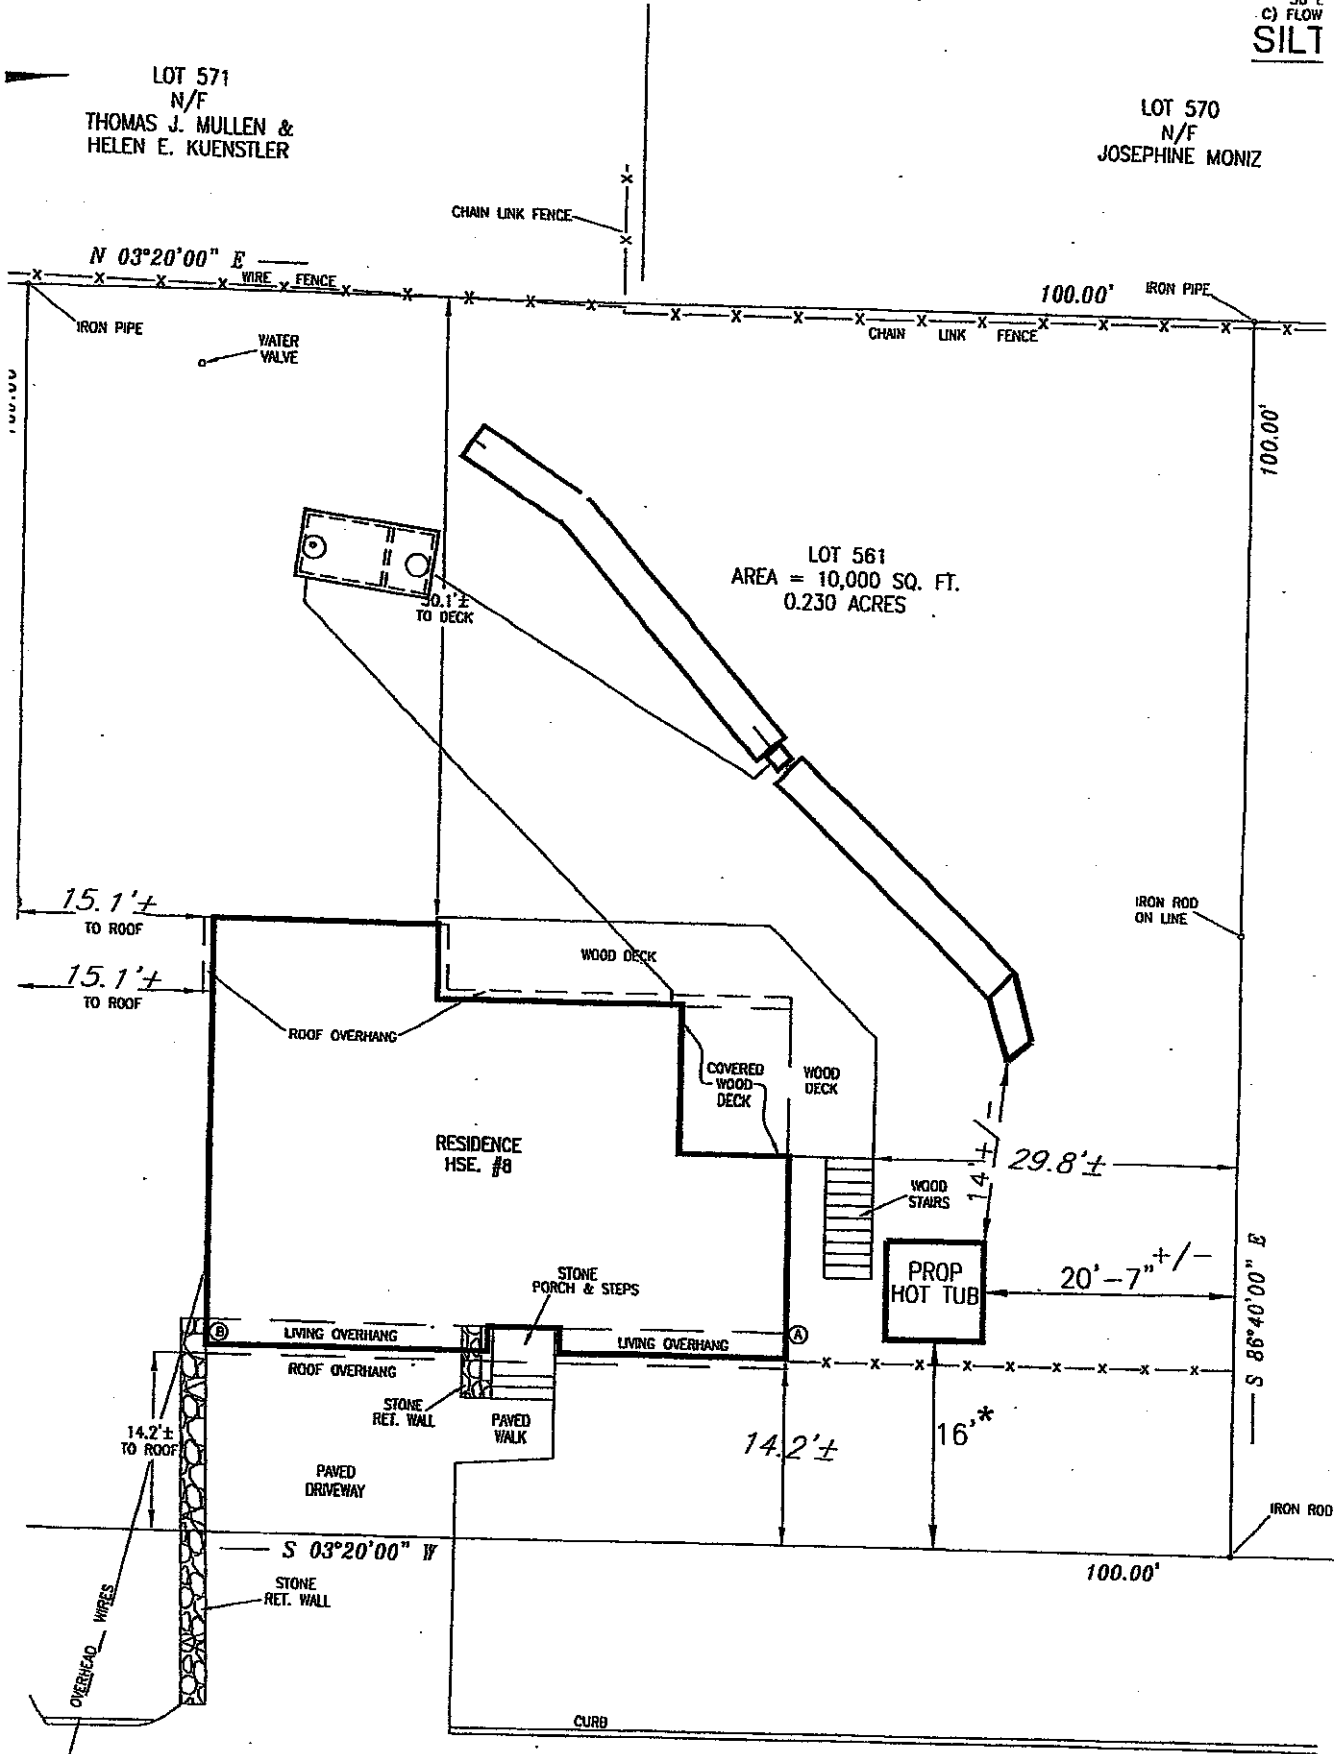 C) FLOW
SILT
LOT 571
N/F
THOMAS J. MULLEN &
HELEN E. KUENSTLER
LOT 570
N/F
JOSEPHINE MONIZ
CHAIN LINK FENCE
N 03°20'00" E
WIRE FENCE
100.00'
IRON PIPE
IRON PIPE
WATER
VALVE
CHAIN LINK FENCE
100.00'
LOT 561
AREA = 10,000 SQ. FT.
0.230 ACRES
TO DECK
15.1'±
TO ROOF
15.1'±
TO ROOF
WOOD DECK
IRON ROD
ON LINE
ROOF OVERHANG
COVERED
WOOD
DECK
WOOD
DECK
RESIDENCE
HSE. #8
14'±
29.8'±
WOOD
STAIRS
PROP
HOT TUB
20'-7" +/-
S 86°40'00" E
STONE
PORCH & STEPS
B
LIVING OVERHANG
LIVING OVERHANG
A
ROOF OVERHANG
STONE
RET. WALL
PAVED
WALK
14.2'±
TO ROOF
14.2'±
16'*
PAVED
DRIVEWAY
IRON ROD
S 03°20'00" W
100.00'
STONE
RET. WALL
OVERHEAD WIRES
CURB